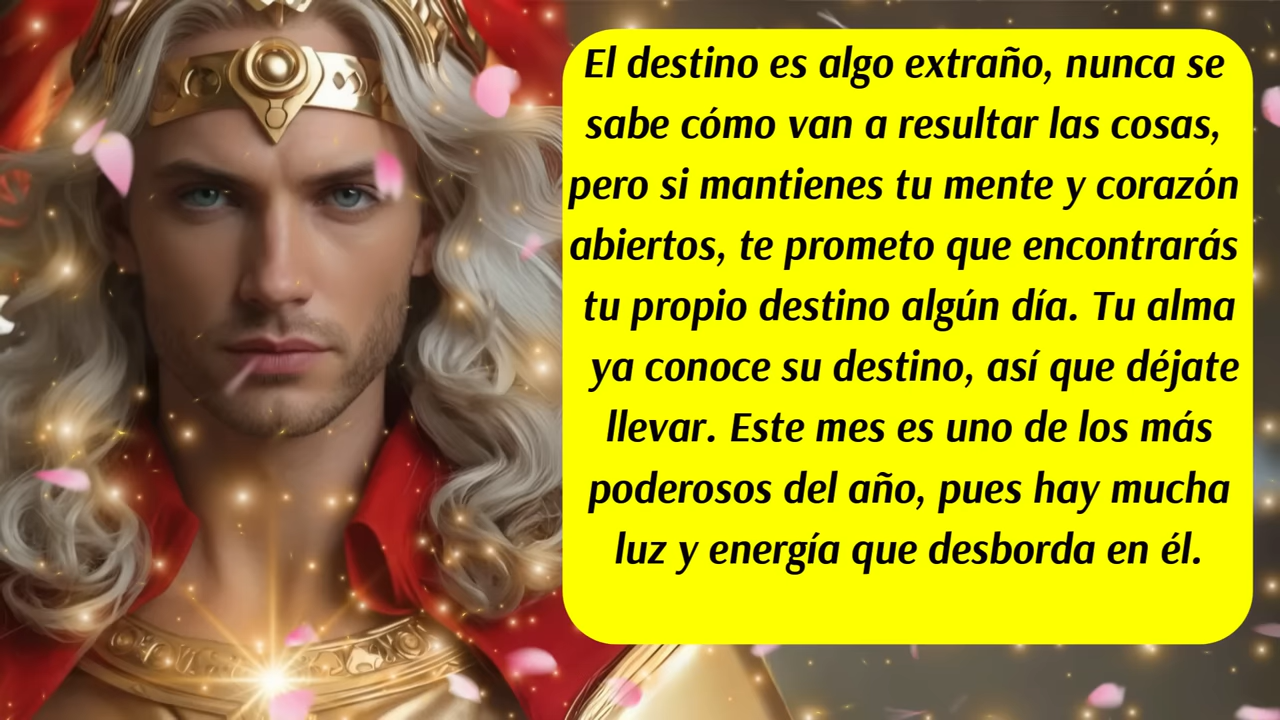 El destino es algo extraño, nunca se
sabe cómo van a resultar las cosas,
pero si mantienes tu mente y corazón
abiertos, te prometo que encontrarás
tu propio destino algún día. Tu alma
ya conoce su destino, así que déjate
llevar. Este mes es uno de los más
poderosos del año, pues hay mucha
luz y energía que desborda en él.